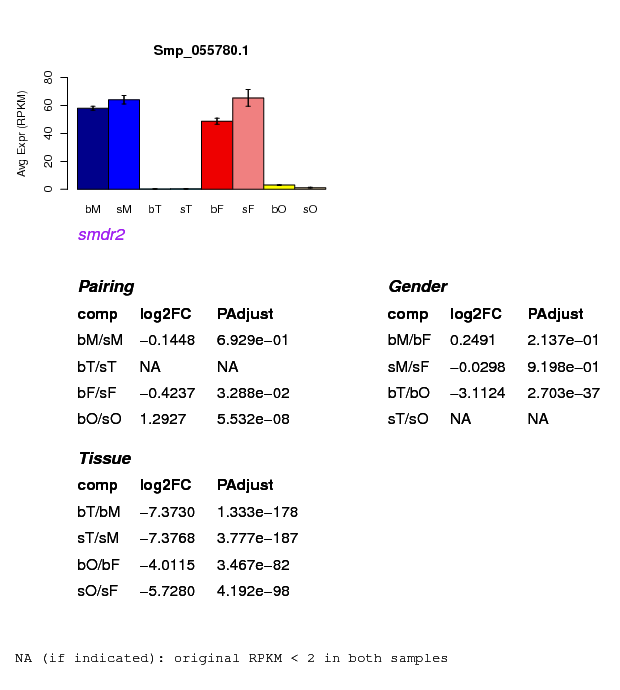 Smp_055780.1
Avg Expr (RPKM)
80
60
40
20
0
bM sM bT sT bF sF bO sO
smdr2
Pairing
comp log2FC PAdjust
bM/sM −0.1448 6.929e−01
bT/sT NA NA
bF/sF −0.4237 3.288e−02
bO/sO 1.2927 5.532e−08
Gender
comp log2FC PAdjust
bM/bF 0.2491 2.137e−01
sM/sF −0.0298 9.198e−01
bT/bO −3.1124 2.703e−37
sT/sO NA NA
Tissue
comp log2FC PAdjust
bT/bM −7.3730 1.333e−178
sT/sM −7.3768 3.777e−187
bO/bF −4.0115 3.467e−82
sO/sF −5.7280 4.192e−98
NA (if indicated): original RPKM < 2 in both samples